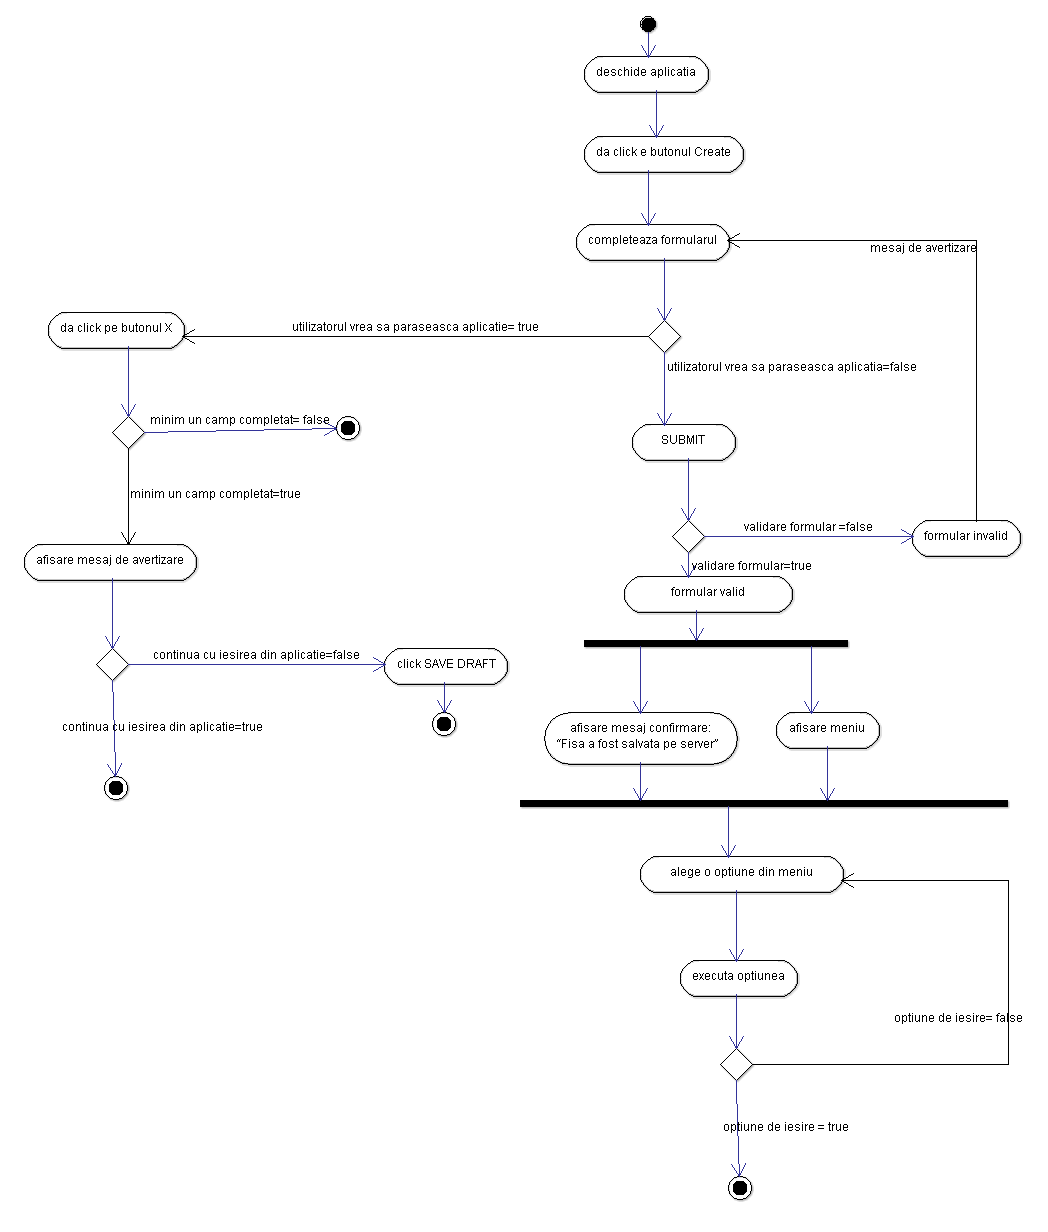 deschide aplicatia
da click e butonul Create
completeaza formularul
mesaj de avertizare
da click pe butonul X
utilizatorul vrea sa paraseasca aplicatie= true
utilizatorul vrea sa paraseasca aplicatia=false
minim un camp completat= false
SUBMIT
minim un camp completat=true
validare formular =false
formular invalid
afisare mesaj de avertizare
validare formular=true
formular valid
continua cu iesirea din aplicatie=false
click SAVE DRAFT
continua cu iesirea din aplicatie=true
afisare mesaj confirmare:
“Fisa a fost salvata pe server”
afisare meniu
alege o optiune din meniu
executa optiunea
optiune de iesire= false
optiune de iesire = true